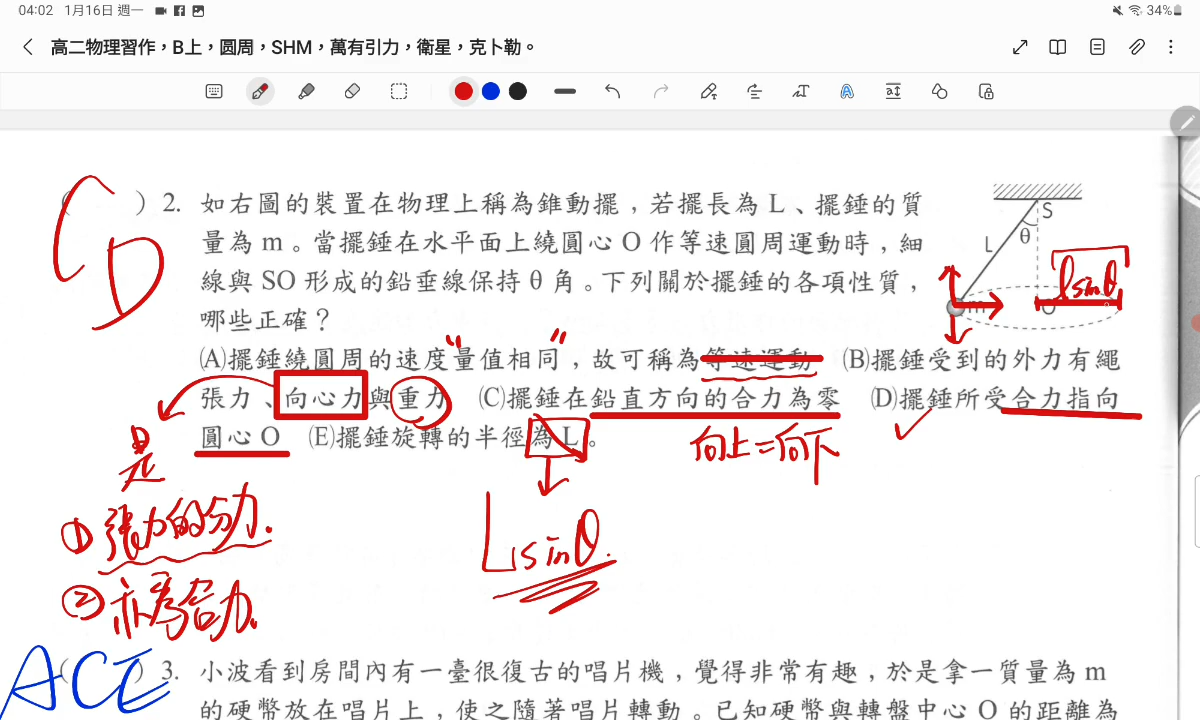 04:02 1月16日 週一 34%
高二物理習作，B上，圓周，SHM，萬有引力，衛星，克卜勒。
CD
( ) 2. 如右圖的裝置在物理上稱為錐動擺，若擺長為 L、擺錘的質
量為 m。當擺錘在水平面上繞圓心 O 作等速圓周運動時，細
線與 SO 形成的鉛垂線保持 θ 角。下列關於擺錘的各項性質，
哪些正確？
(A)擺錘繞圓周的速度"量值相同"，故可稱為等速運動 (B)擺錘受到的外力有繩
張力、向心力與重力 (C)擺錘在鉛直方向的合力為零 (D)擺錘所受合力指向
圓心 O (E)擺錘旋轉的半徑為 L。
S
θ
L
m
O
lsinθ
向上=向下
是
①張力的分力.
②亦為合力.
Lsinθ.
ACE
( ) 3. 小波看到房間內有一臺很復古的唱片機，覺得非常有趣，於是拿一質量為 m
的硬幣放在唱片上，使之隨著唱片轉動。已知硬幣與轉盤中心 O 的距離為